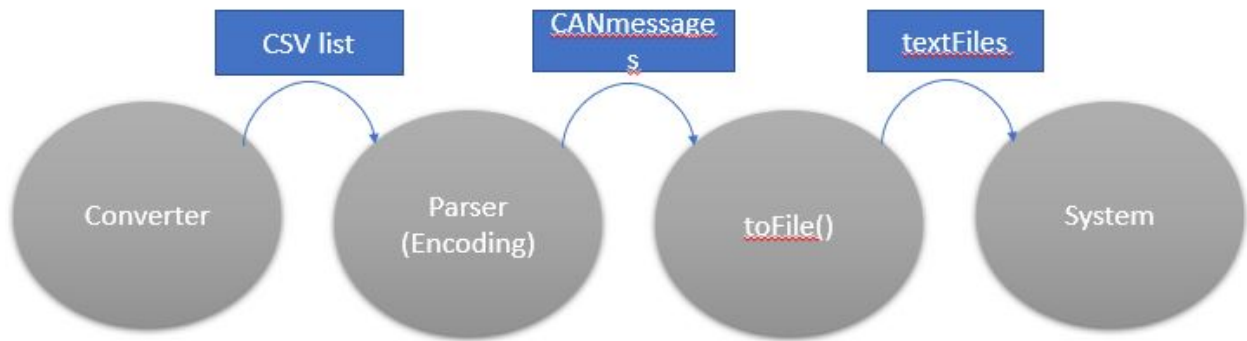 CSV list
CANmessage
s
textFiles
Converter
Parser
(Encoding)
toFile()
System